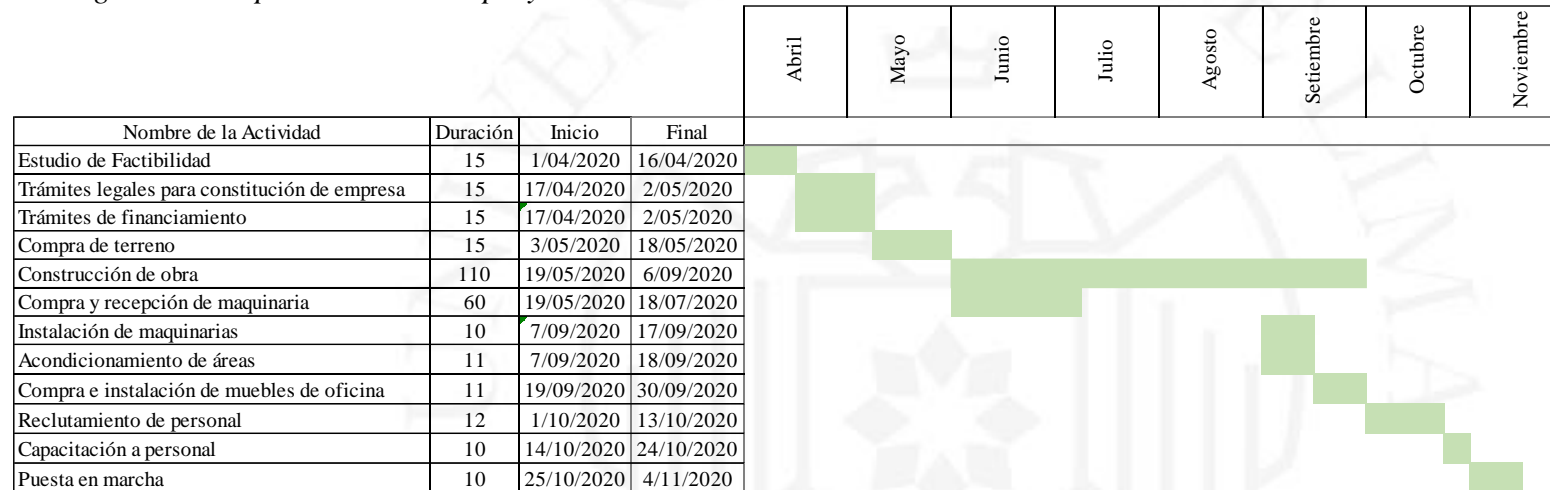 Abril Mayo Junio Julio Agosto Setiembre Octubre Noviembre
Nombre de la Actividad Duración Inicio Final
Estudio de Factibilidad 15 1/04/2020 16/04/2020
Trámites legales para constitución de empresa 15 17/04/2020 2/05/2020
Trámites de financiamiento 15 17/04/2020 2/05/2020
Compra de terreno 15 3/05/2020 18/05/2020
Construcción de obra 110 19/05/2020 6/09/2020
Compra y recepción de maquinaria 60 19/05/2020 18/07/2020
Instalación de maquinarias 10 7/09/2020 17/09/2020
Acondicionamiento de áreas 11 7/09/2020 18/09/2020
Compra e instalación de muebles de oficina 11 19/09/2020 30/09/2020
Reclutamiento de personal 12 1/10/2020 13/10/2020
Capacitación a personal 10 14/10/2020 24/10/2020
Puesta en marcha 10 25/10/2020 4/11/2020